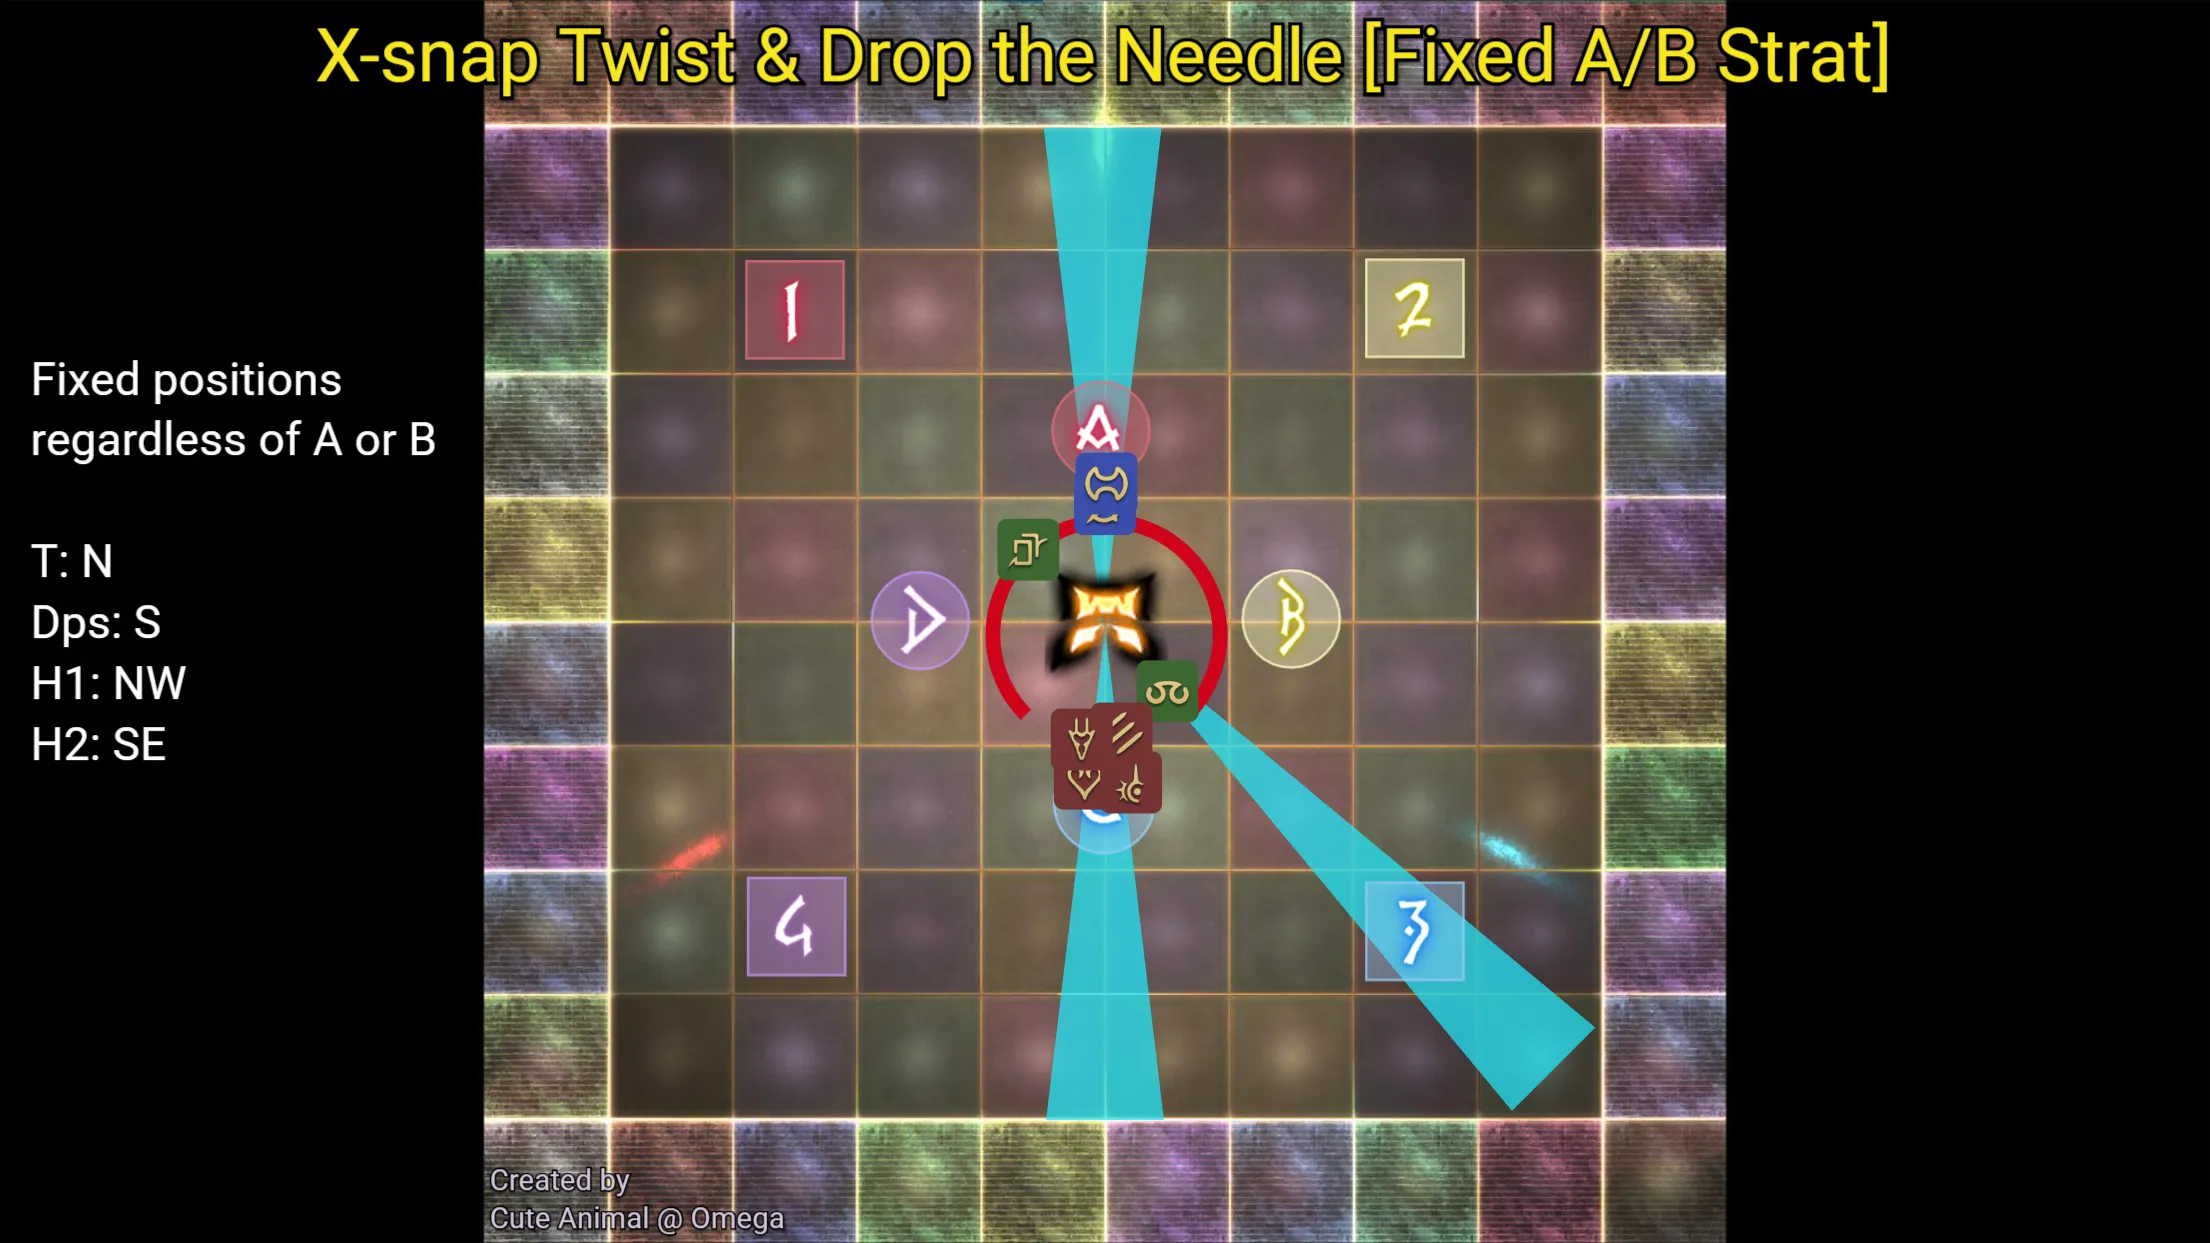 X-snap Twist & Drop the Needle [Fixed A/B Strat]
1
2
A
Fixed positions
regardless of A or B
D
B
T: N
Dps: S
H1: NW
H2: SE
C
4
3
Created by
Cute Animal @ Omega